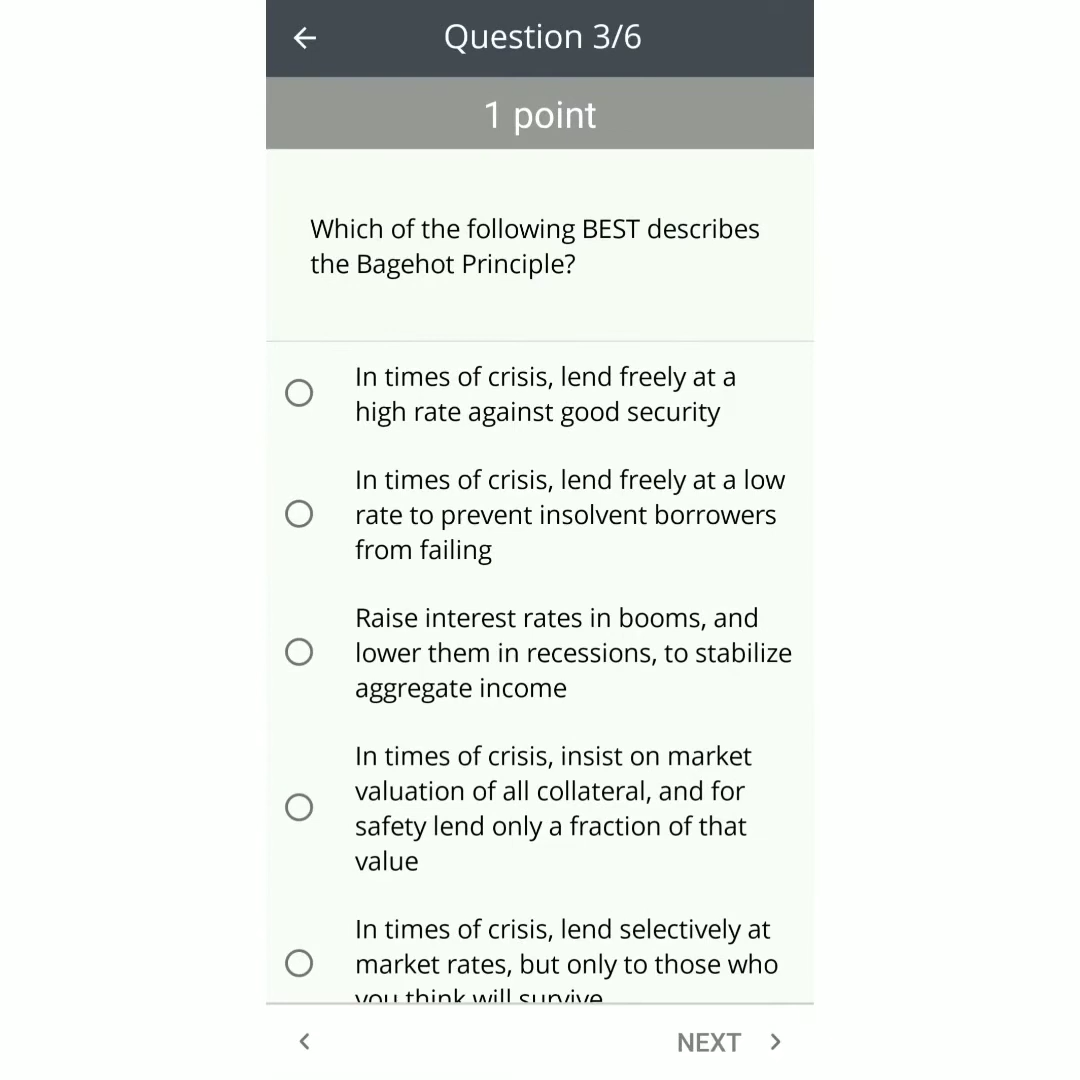 Question 3/6
1 point
Which of the following BEST describes
the Bagehot Principle?
In times of crisis, lend freely at a
high rate against good security
In times of crisis, lend freely at a low
rate to prevent insolvent borrowers
from failing
Raise interest rates in booms, and
lower them in recessions, to stabilize
aggregate income
In times of crisis, insist on market
valuation of all collateral, and for
safety lend only a fraction of that
value
In times of crisis, lend selectively at
market rates, but only to those who
you think will survive
NEXT